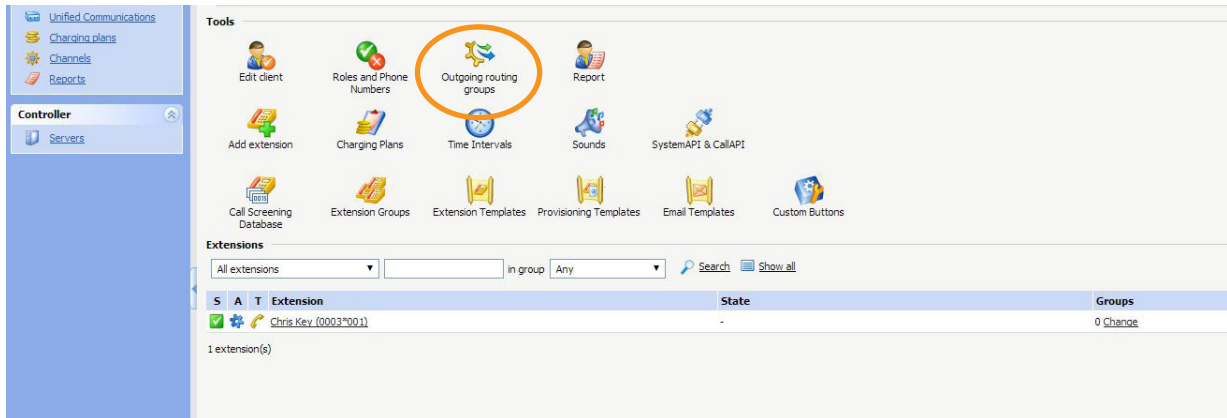 Unified Communications
Charging plans
Channels
Reports
Controller
Servers
Tools
Edit client
Roles and Phone
Numbers
Outgoing routing
groups
Report
Add extension
Charging Plans
Time Intervals
Sounds
SystemAPI & CallAPI
Call Screening
Database
Extension Groups
Extension Templates
Provisioning Templates
Email Templates
Custom Buttons
Extensions
All extensions in group Any Search Show all
S A T Extension State Groups
Chris Key (0003*001) - 0 Change
1 extension(s)